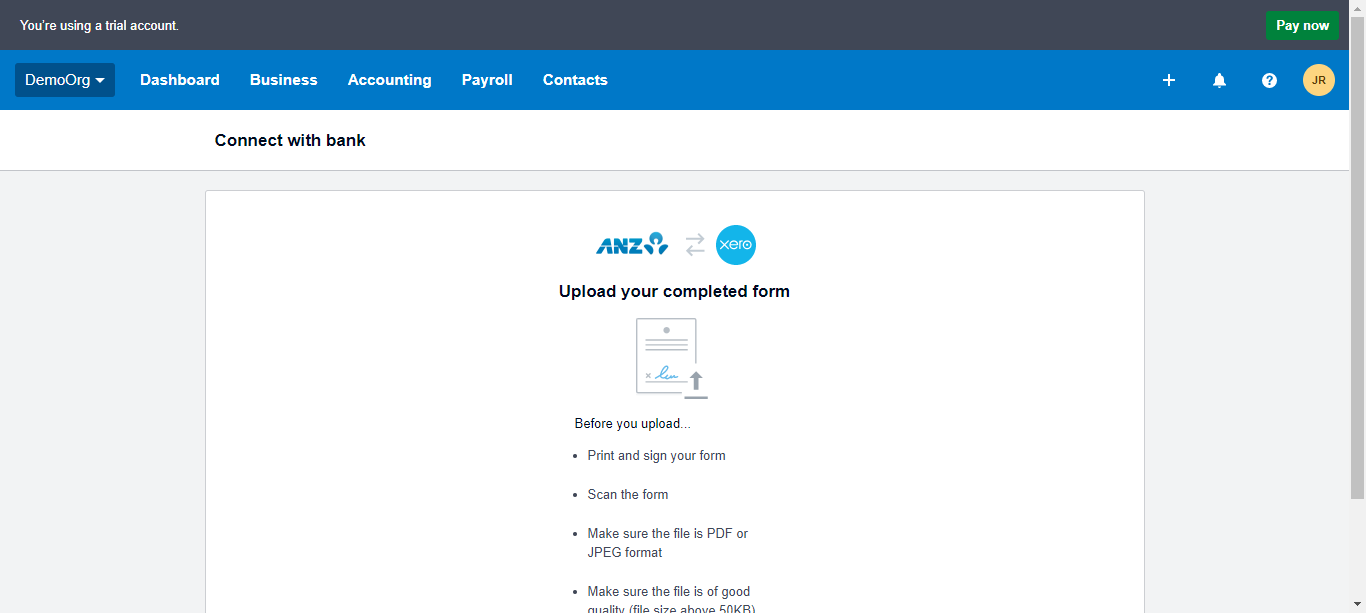 You're using a trial account.
Pay now
DemoOrg
Dashboard
Business
Accounting
Payroll
Contacts
JR
Connect with bank
ANZ
xero
Upload your completed form
Before you upload...
• Print and sign your form
• Scan the form
• Make sure the file is PDF or
JPEG format
• Make sure the file is of good
quality (file size above 50KB)